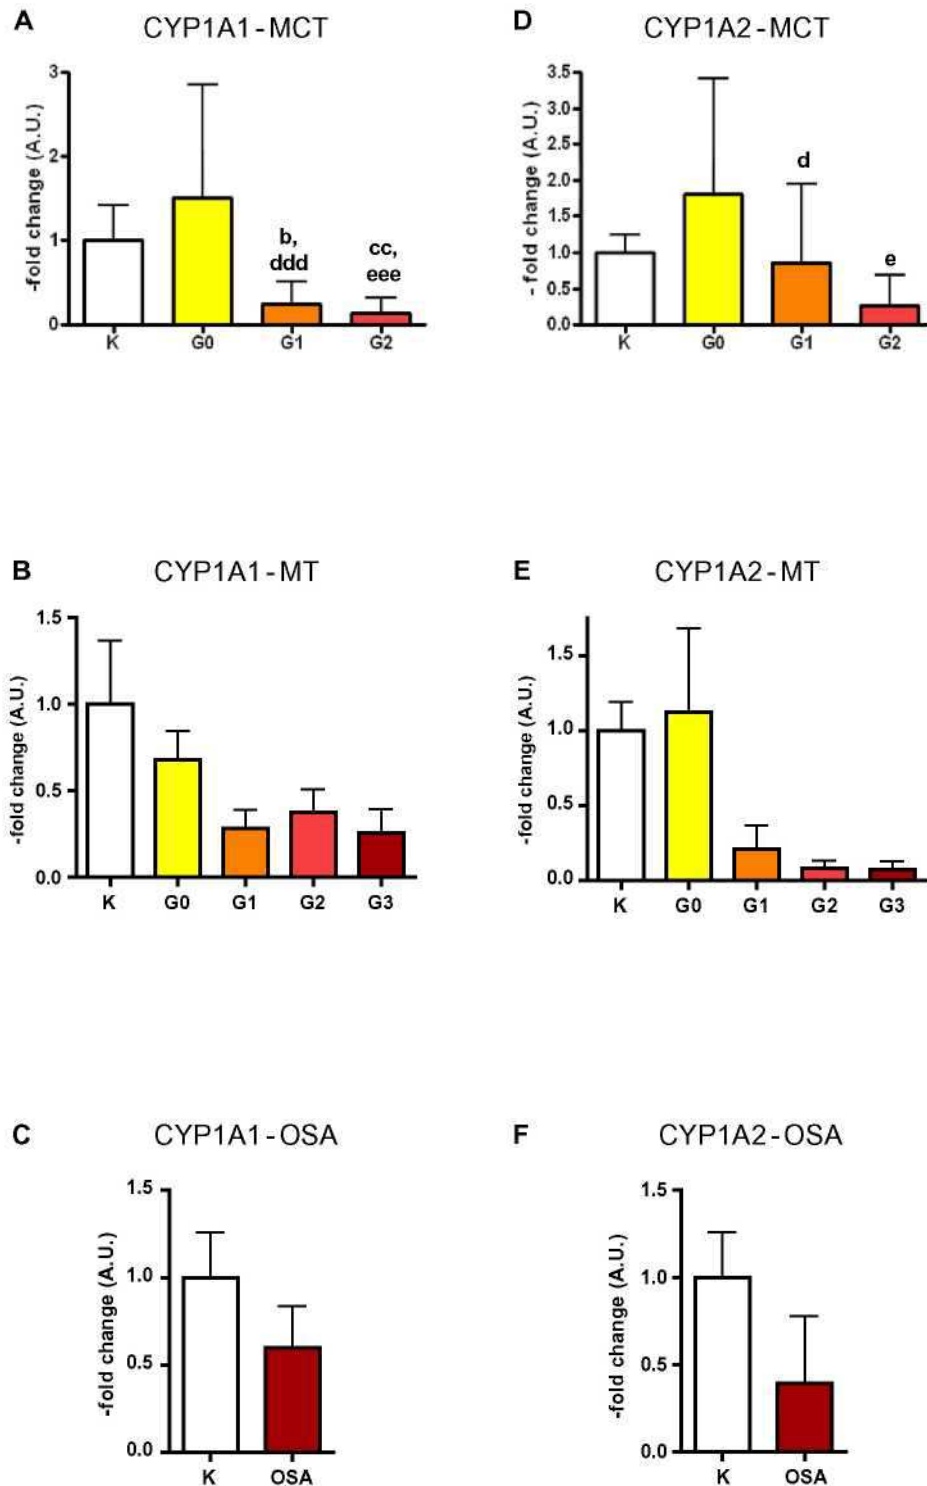 A
CYP1A1-MCT
-fold change (A.U.)
3
2
1
0
b,
ddd
cc,
eee
K G0 G1 G2
D
CYP1A2-MCT
- fold change (A.U.)
3.5
3.0
2.5
2.0
1.5
1.0
0.5
0.0
d
e
K G0 G1 G2
B
CYP1A1-MT
-fold change (A.U.)
1.5
1.0
0.5
0.0
K G0 G1 G2 G3
E
CYP1A2-MT
-fold change (A.U.)
1.5
1.0
0.5
0.0
K G0 G1 G2 G3
C
CYP1A1-OSA
-fold change (A.U.)
1.5
1.0
0.5
0.0
K OSA
F
CYP1A2-OSA
-fold change (A.U.)
1.5
1.0
0.5
0.0
K OSA